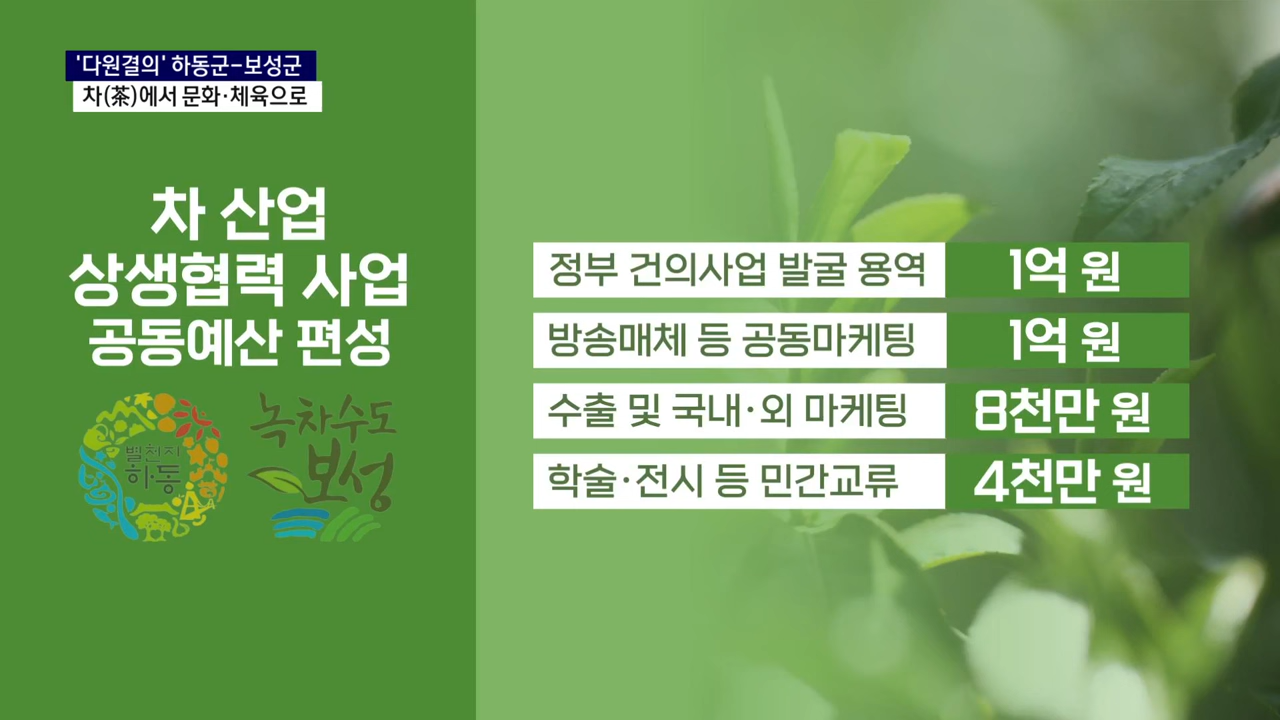 '다원결의' 하동군-보성군
차(茶)에서 문화·체육으로
차 산업
상생협력 사업
공동예산 편성
별천지
하동
녹차수도
보성
정부 건의사업 발굴 용역 1억 원
방송매체 등 공동마케팅 1억 원
수출 및 국내·외 마케팅 8천만 원
학술·전시 등 민간교류 4천만 원